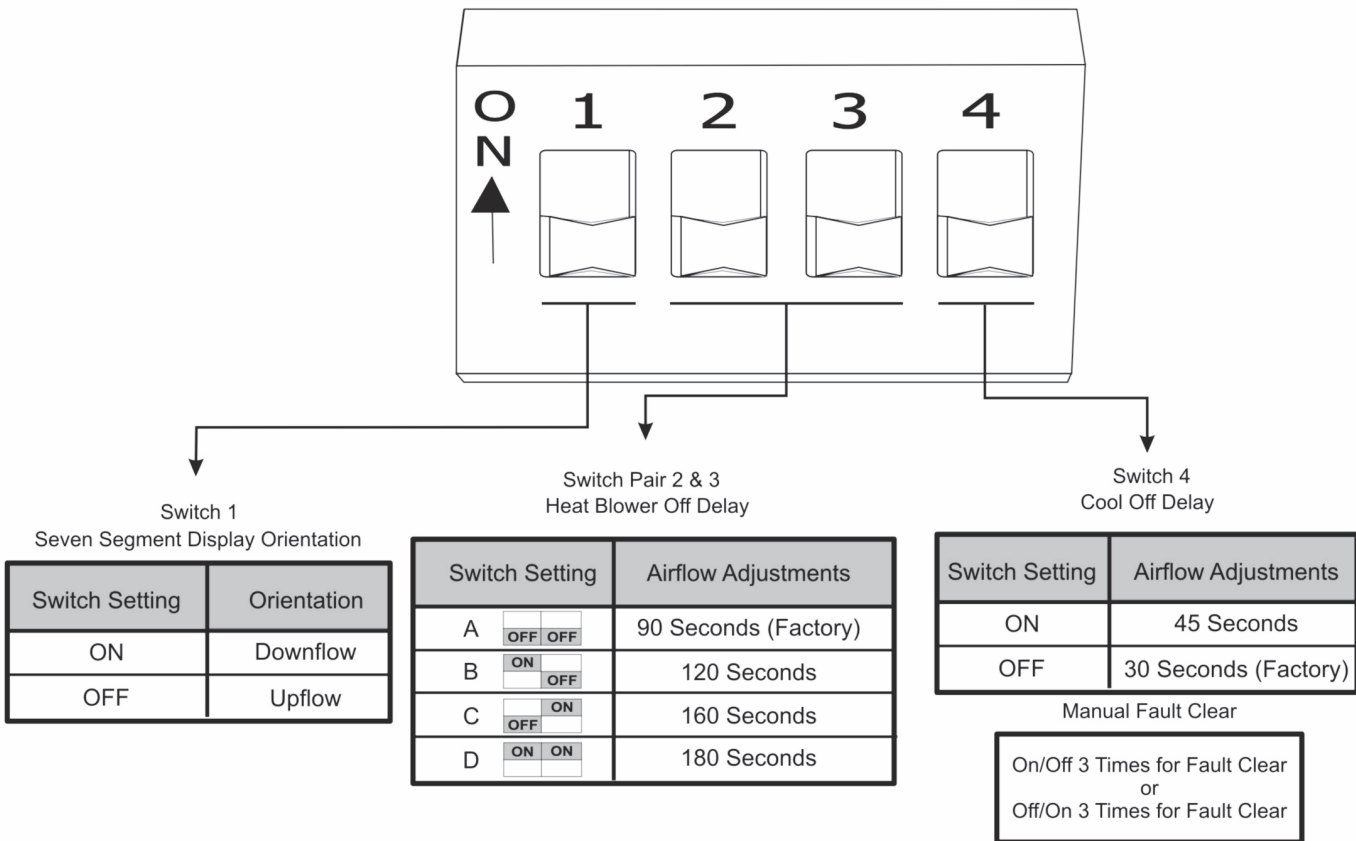 ON
1 2 3 4
Switch 1
Seven Segment Display Orientation
Switch Setting Orientation
ON Downflow
OFF Upflow
Switch Pair 2 & 3
Heat Blower Off Delay
Switch Setting Airflow Adjustments
A OFF OFF 90 Seconds (Factory)
B ON OFF 120 Seconds
C OFF ON 160 Seconds
D ON ON 180 Seconds
Switch 4
Cool Off Delay
Switch Setting Airflow Adjustments
ON 45 Seconds
OFF 30 Seconds (Factory)
Manual Fault Clear
On/Off 3 Times for Fault Clear
or
Off/On 3 Times for Fault Clear